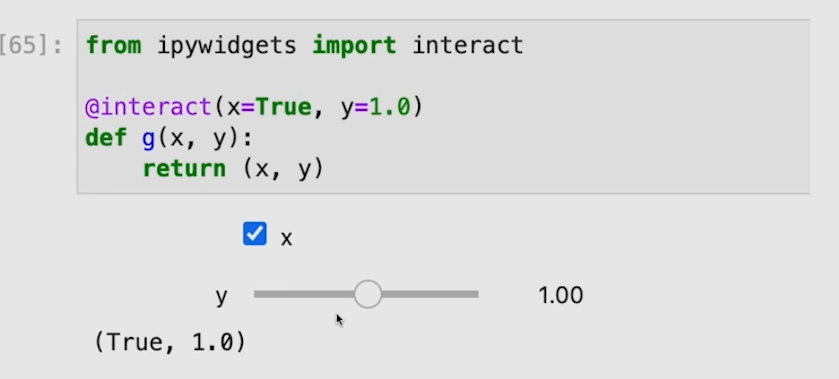 [65]: from ipywidgets import interact
@interact(x=True, y=1.0)
def g(x, y):
    return (x, y)
x
y 1.00
(True, 1.0)